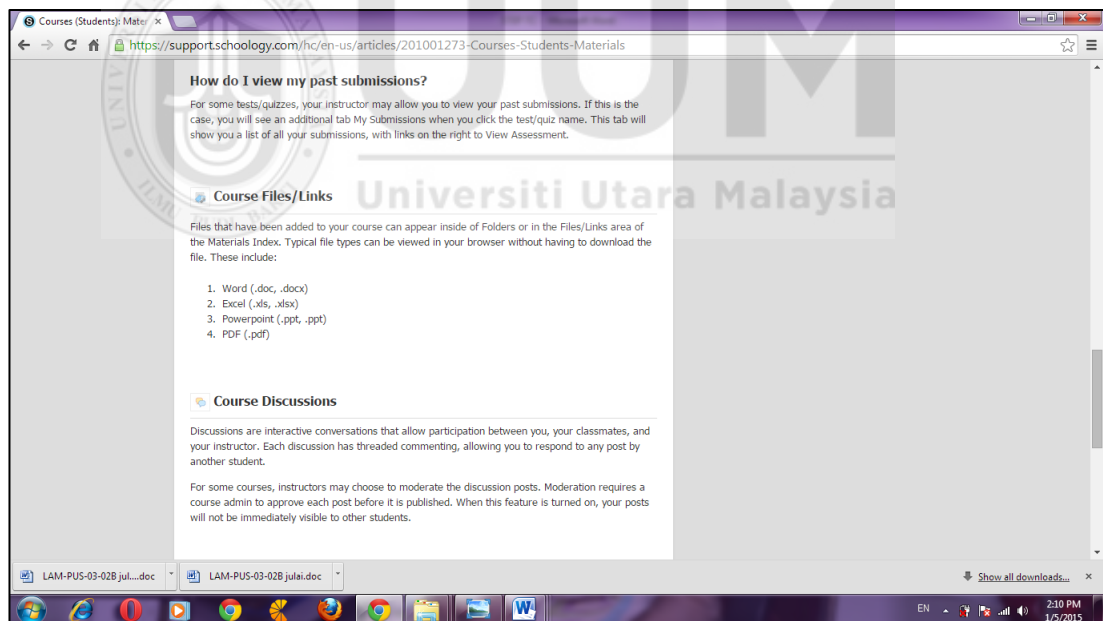 Courses (Students): Mater
https://support.schoology.com/hc/en-us/articles/201001273-Courses-Students-Materials
How do I view my past submissions?
For some tests/quizzes, your instructor may allow you to view your past submissions. If this is the
case, you will see an additional tab My Submissions when you click the test/quiz name. This tab will
show you a list of all your submissions, with links on the right to View Assessment.
Universiti Utara Malaysia
Course Files/Links
Files that have been added to your course can appear inside of Folders or in the Files/Links area of
the Materials Index. Typical file types can be viewed in your browser without having to download the
file. These include:
1. Word (.doc, .docx)
2. Excel (.xls, .xlsx)
3. Powerpoint (.ppt, .ppt)
4. PDF (.pdf)
Course Discussions
Discussions are interactive conversations that allow participation between you, your classmates, and
your instructor. Each discussion has threaded commenting, allowing you to respond to any post by
another student.
For some courses, instructors may choose to moderate the discussion posts. Moderation requires a
course admin to approve each post before it is published. When this feature is turned on, your posts
will not be immediately visible to other students.
LAM-PUS-03-02B jul....doc
LAM-PUS-03-02B julai.doc
Show all downloads...
EN
2:10 PM
1/5/2015